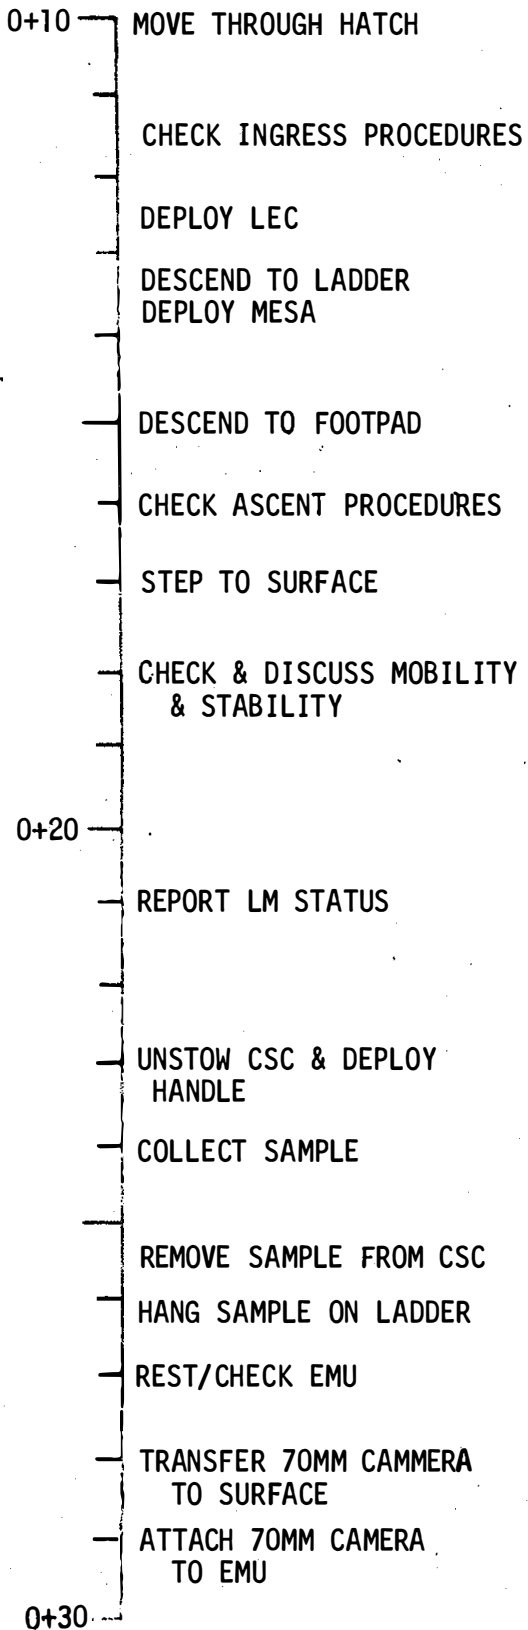 0+10 MOVE THROUGH HATCH
CHECK INGRESS PROCEDURES
DEPLOY LEC
DESCEND TO LADDER
DEPLOY MESA
DESCEND TO FOOTPAD
CHECK ASCENT PROCEDURES
STEP TO SURFACE
CHECK & DISCUSS MOBILITY
& STABILITY
0+20
REPORT LM STATUS
UNSTOW CSC & DEPLOY
HANDLE
COLLECT SAMPLE
REMOVE SAMPLE FROM CSC
HANG SAMPLE ON LADDER
REST/CHECK EMU
TRANSFER 70MM CAMMERA
TO SURFACE
ATTACH 70MM CAMERA
TO EMU
0+30